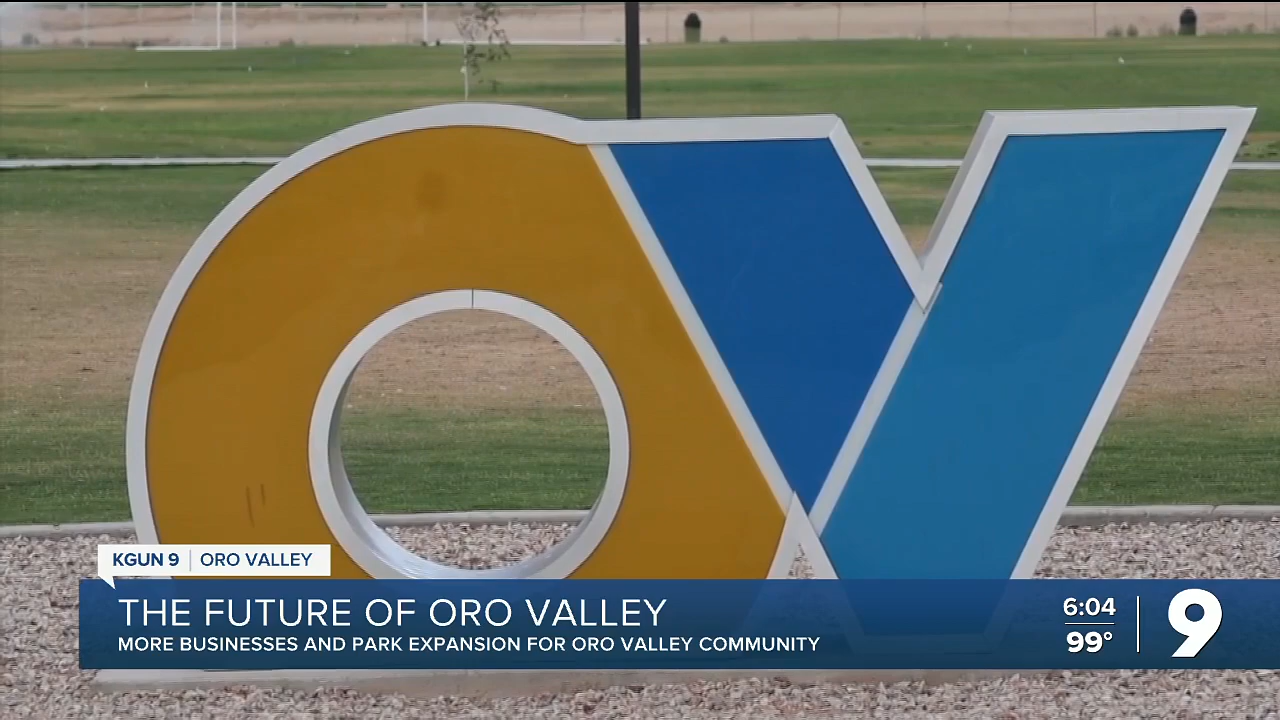 OV
KGUN 9 | ORO VALLEY
THE FUTURE OF ORO VALLEY
MORE BUSINESSES AND PARK EXPANSION FOR ORO VALLEY COMMUNITY
6:04
99°
9